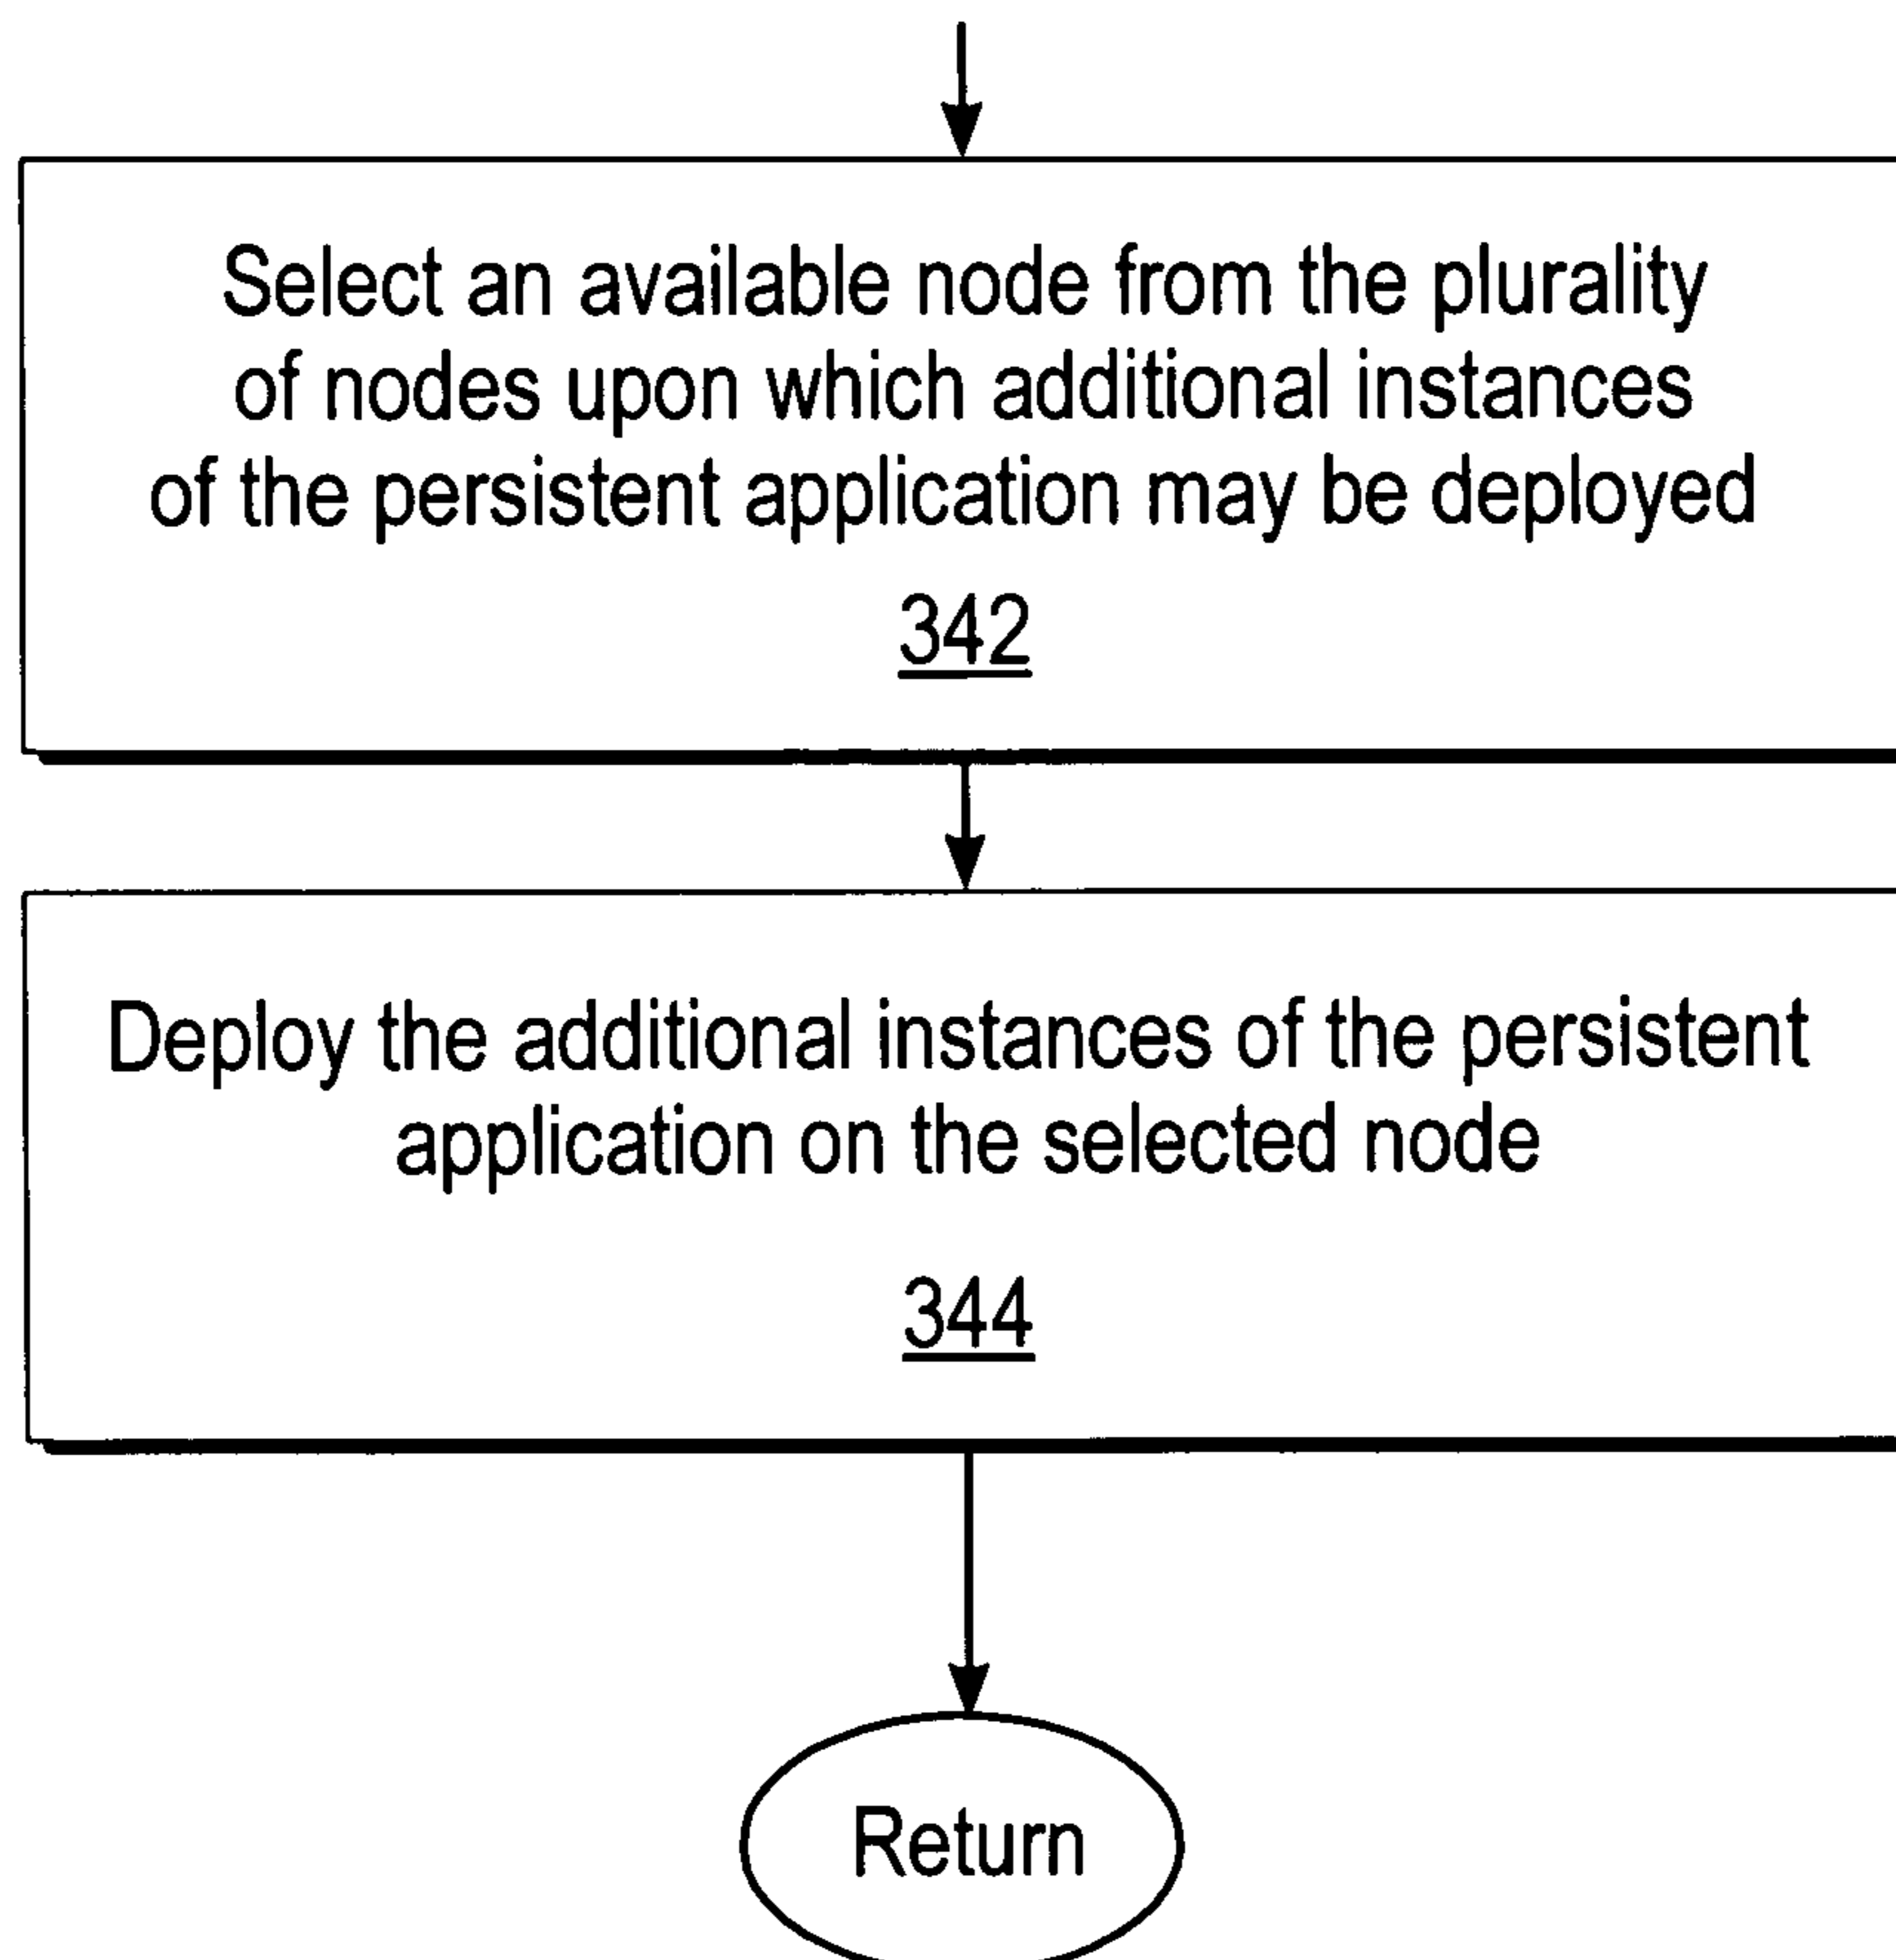 Select an available node from the plurality
of nodes upon which additional instances
of the persistent application may be deployed
342
Deploy the additional instances of the persistent
application on the selected node
344
Return